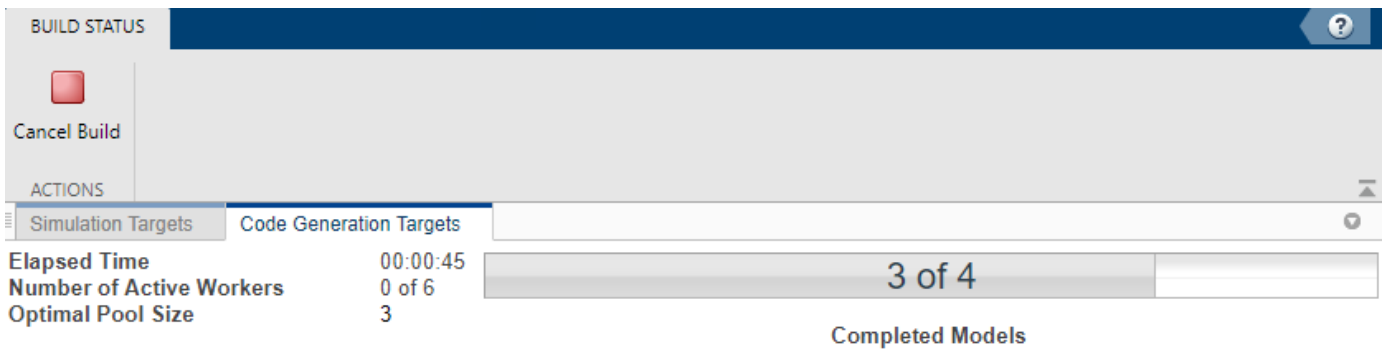 BUILD STATUS
?
Cancel Build
ACTIONS
Simulation Targets
Code Generation Targets
Elapsed Time 00:00:45
Number of Active Workers 0 of 6
Optimal Pool Size 3
3 of 4
Completed Models